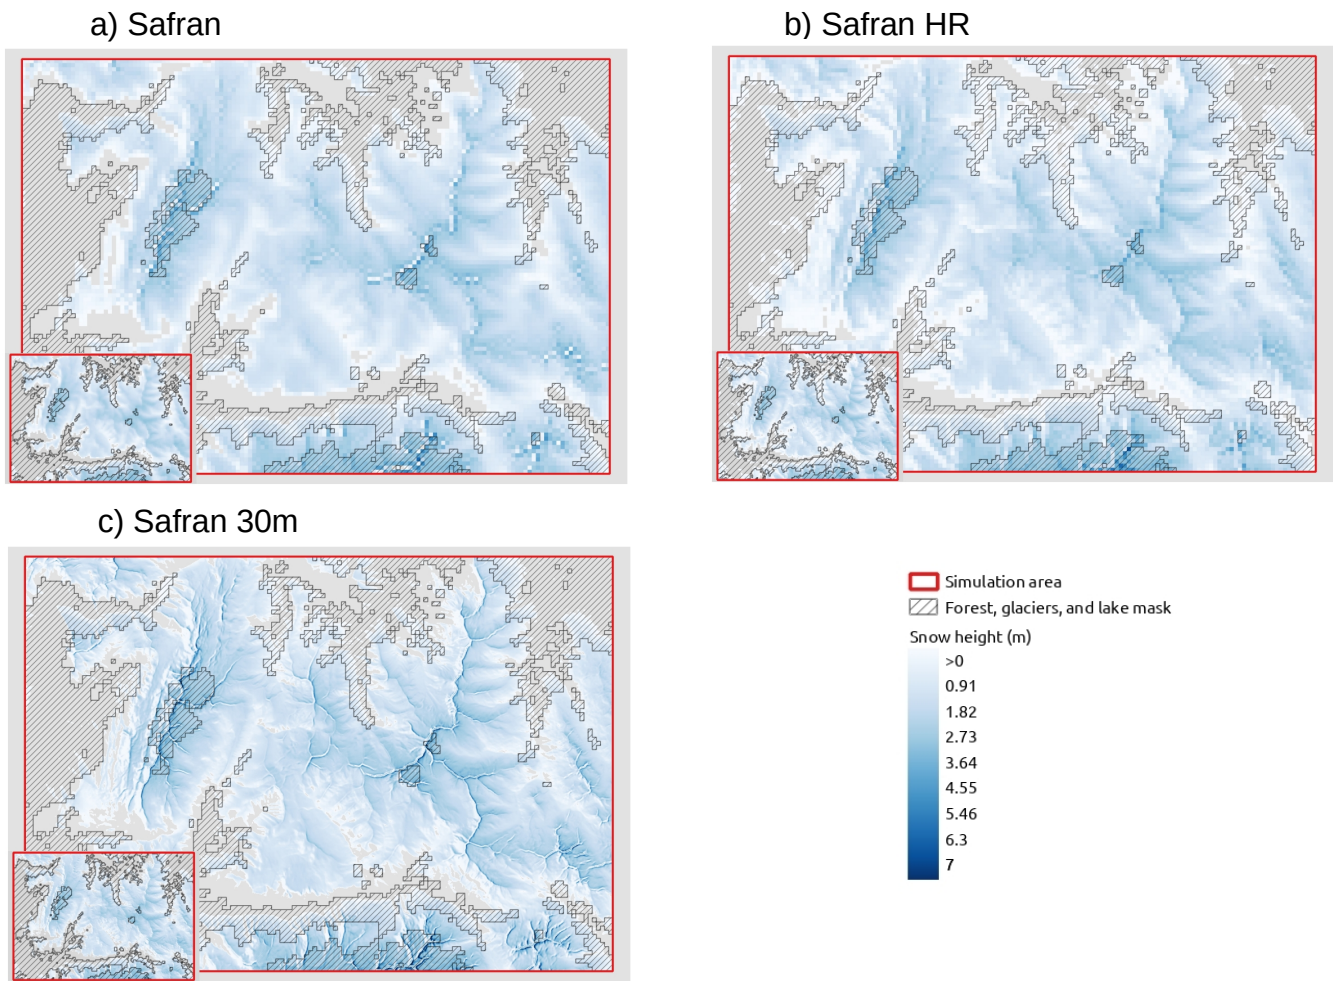 a) Safran
b) Safran HR
c) Safran 30m
Simulation area
Forest, glaciers, and lake mask
Snow height (m)
>0
0.91
1.82
2.73
3.64
4.55
5.46
6.3
7